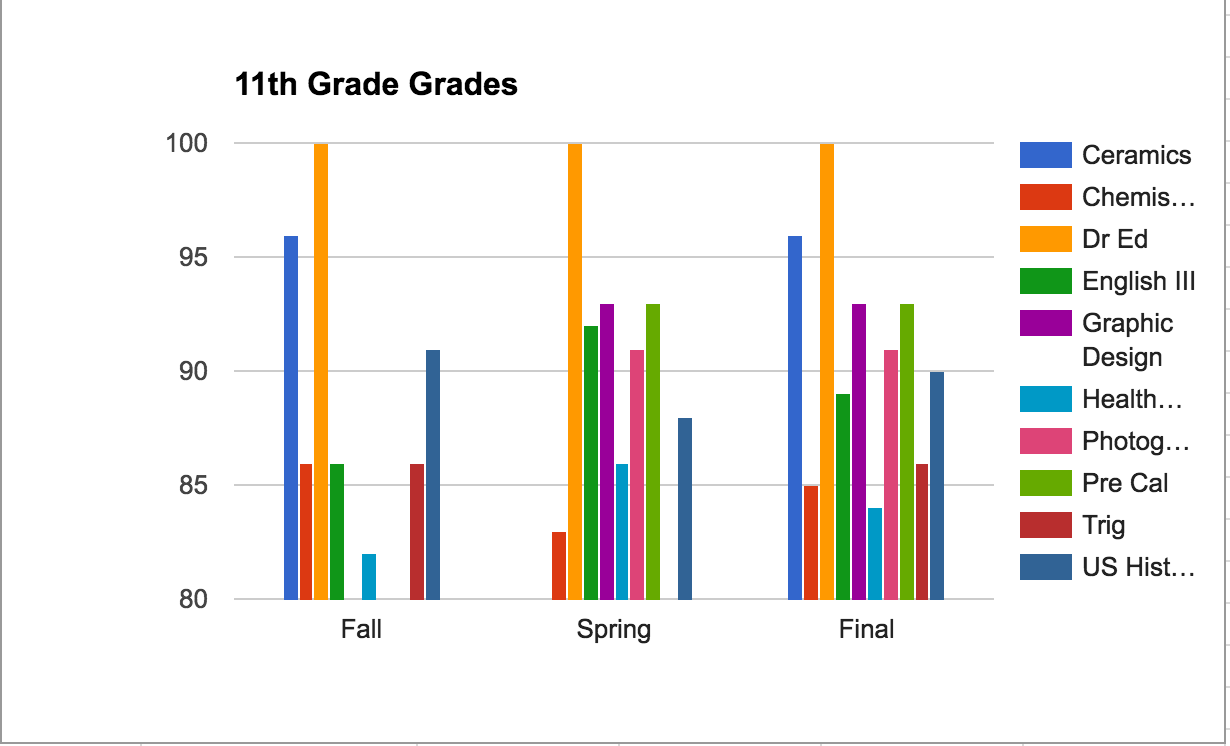 11th Grade Grades
100
95
90
85
80
Fall
Spring
Final
Ceramics
Chemis…
Dr Ed
English III
Graphic
Design
Health…
Photog…
Pre Cal
Trig
US Hist…